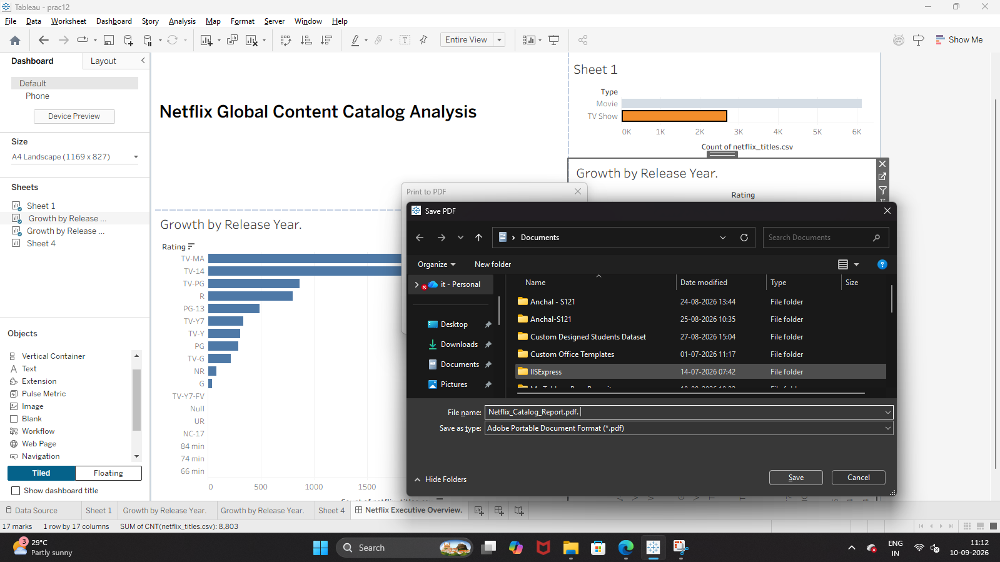 Tableau - prac12
File Data Worksheet Dashboard Story Analysis Map Format Server Window Help
Entire View
Show Me
Dashboard Layout
Default
Phone
Device Preview
Size
A4 Landscape (1169 x 827)
Sheets
Sheet 1
Growth by Release ...
Growth by Release ...
Sheet 4
Objects
Vertical Container
Text
Extension
Pulse Metric
Image
Blank
Workflow
Web Page
Navigation
Tiled Floating
Show dashboard title
Netflix Global Content Catalog Analysis
Sheet 1
Type
Movie
TV Show
0K 1K 2K 3K 4K 5K 6K
Count of netflix_titles.csv
Growth by Release Year.
Rating
Growth by Release Year.
Rating
TV-MA
TV-14
TV-PG
R
PG-13
TV-Y7
TV-Y
PG
TV-G
NR
G
TV-Y7-FV
Null
UR
NC-17
84 min
74 min
66 min
0 500 1000 1500
Print to PDF
Save PDF
Documents
Search Documents
Organize New folder
it - Personal
Desktop
Downloads
Documents
Pictures
Name Date modified Type Size
Anchal - S121 24-08-2026 13:44 File folder
Anchal-S121 25-08-2026 10:35 File folder
Custom Designed Students Dataset 27-08-2026 15:04 File folder
Custom Office Templates 01-07-2026 11:17 File folder
IISExpress 14-07-2026 07:42 File folder
File name: Netflix_Catalog_Report.pdf.
Save as type: Adobe Portable Document Format (*.pdf)
Hide Folders
Save Cancel
Data Source Sheet 1 Growth by Release Year. Growth by Release Year. Sheet 4 Netflix Executive Overview.
17 marks 1 row by 17 columns SUM of CNT(netflix_titles.csv): 8,803
3
29°C
Partly sunny
Search
ENG
IN
11:12
10-09-2026